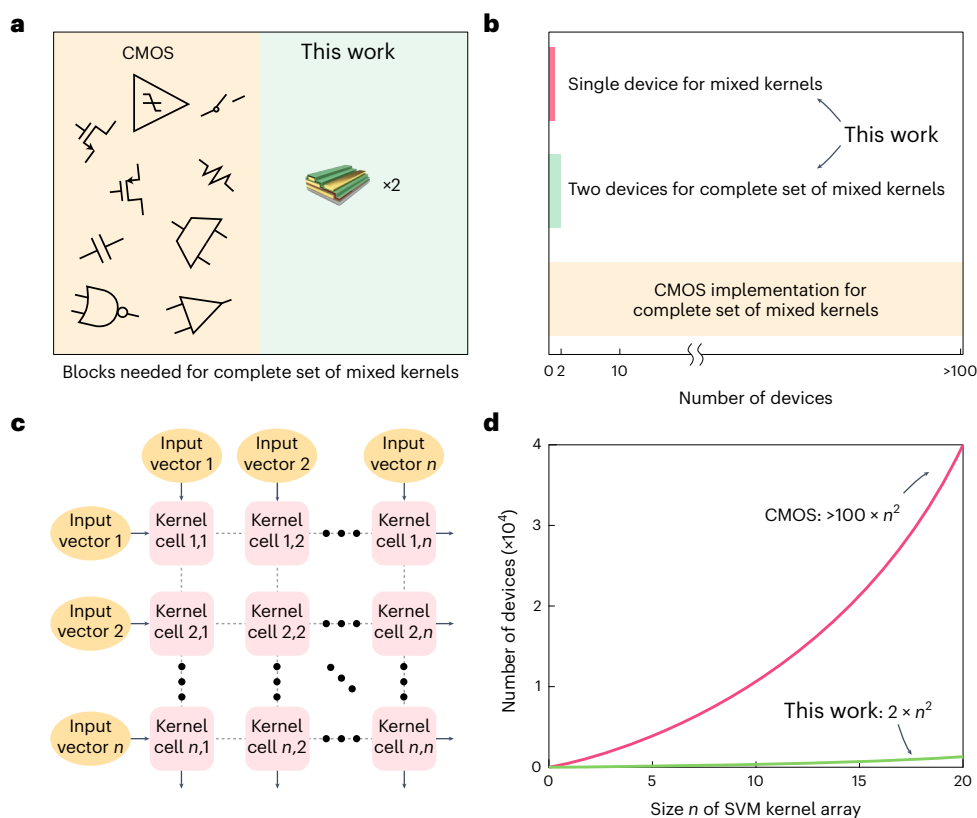 a
CMOS
This work
×2
Blocks needed for complete set of mixed kernels
b
Single device for mixed kernels
This work
Two devices for complete set of mixed kernels
CMOS implementation for
complete set of mixed kernels
0 2 10 >100
Number of devices
c
Input
vector 1
Input
vector 2
Input
vector n
Input
vector 1
Kernel
cell 1,1
Kernel
cell 1,2
Kernel
cell 1,n
Input
vector 2
Kernel
cell 2,1
Kernel
cell 2,2
Kernel
cell 2,n
Input
vector n
Kernel
cell n,1
Kernel
cell n,2
Kernel
cell n,n
d
4
3
2
1
0
Number of devices (×10⁴)
CMOS: >100 × n²
This work: 2 × n²
0 5 10 15 20
Size n of SVM kernel array